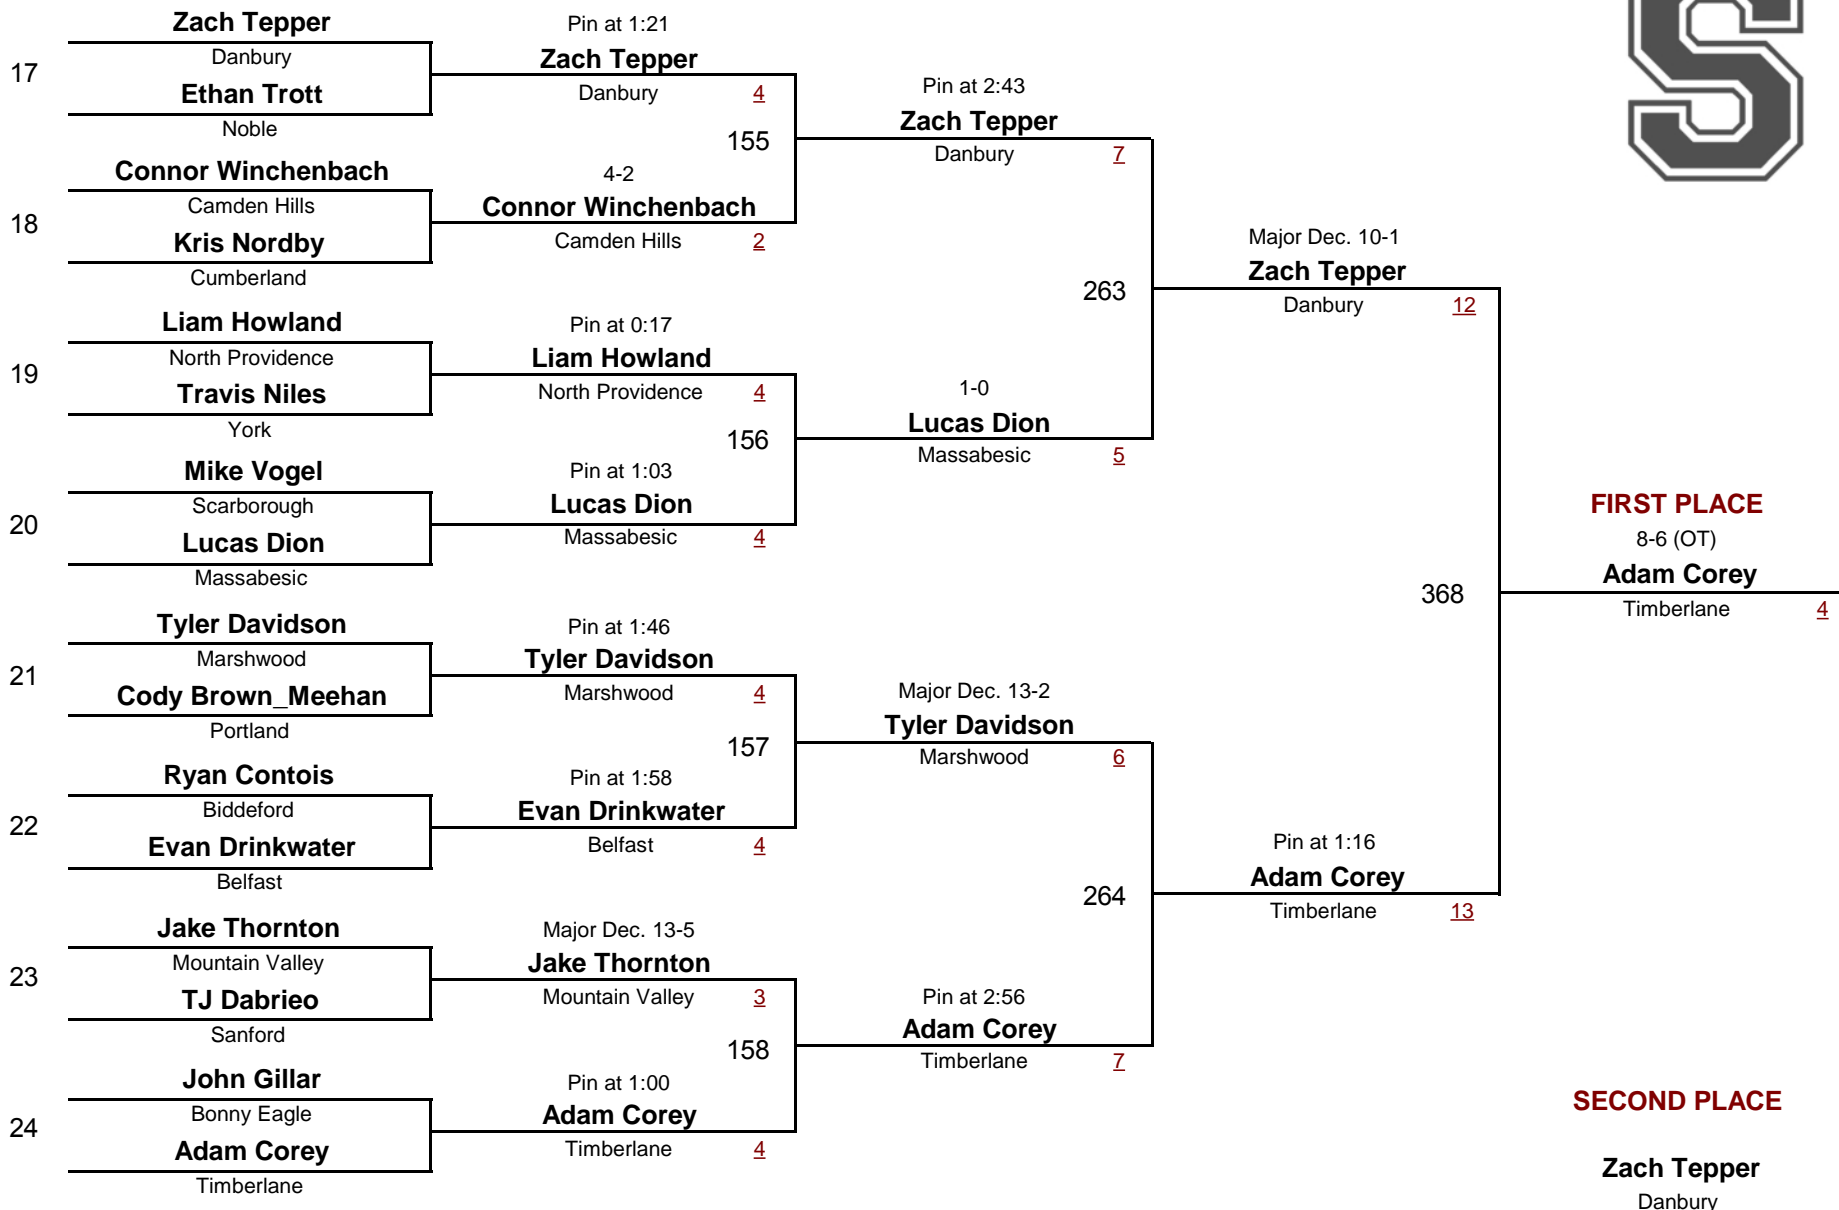 Zach Tepper
Danbury
17
Ethan Trott
Noble
Connor Winchenbach
Camden Hills
18
Kris Nordby
Cumberland
Liam Howland
North Providence
19
Travis Niles
York
Mike Vogel
Scarborough
20
Lucas Dion
Massabesic
Tyler Davidson
Marshwood
21
Cody Brown_Meehan
Portland
Ryan Contois
Biddeford
22
Evan Drinkwater
Belfast
Jake Thornton
Mountain Valley
23
TJ Dabrieo
Sanford
John Gillar
Bonny Eagle
24
Adam Corey
Timberlane
Pin at 1:21
Zach Tepper
Danbury 4
155
4-2
Connor Winchenbach
Camden Hills 2
Pin at 0:17
Liam Howland
North Providence 4
156
Pin at 1:03
Lucas Dion
Massabesic 4
Pin at 1:46
Tyler Davidson
Marshwood 4
157
Pin at 1:58
Evan Drinkwater
Belfast 4
Major Dec. 13-5
Jake Thornton
Mountain Valley 3
158
Pin at 1:00
Adam Corey
Timberlane 4
Pin at 2:43
Zach Tepper
Danbury 7
263
1-0
Lucas Dion
Massabesic 5
Major Dec. 13-2
Tyler Davidson
Marshwood 6
264
Pin at 2:56
Adam Corey
Timberlane 7
Major Dec. 10-1
Zach Tepper
Danbury 12
368
Pin at 1:16
Adam Corey
Timberlane 13
S
FIRST PLACE
8-6 (OT)
Adam Corey
Timberlane 4
SECOND PLACE
Zach Tepper
Danbury